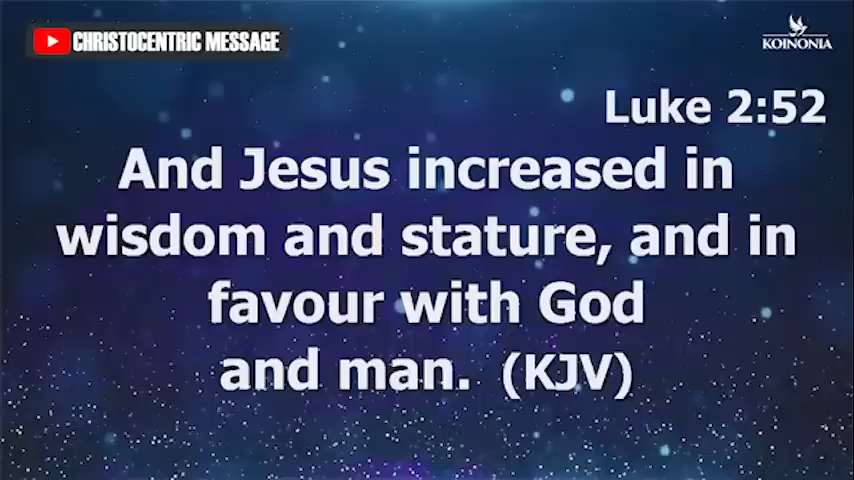 CHRISTOCENTRIC MESSAGE
KOINONIA
Luke 2:52
And Jesus increased in
wisdom and stature, and in
favour with God
and man. (KJV)